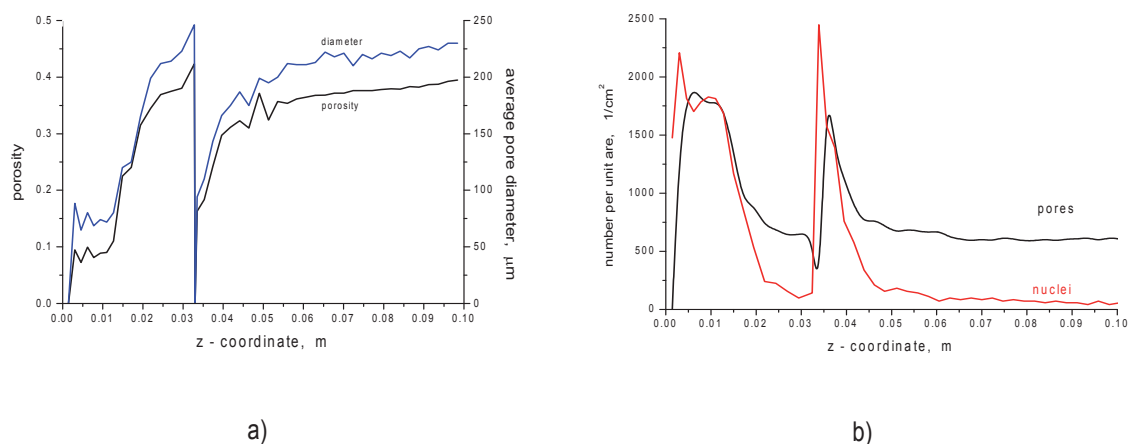 0.5
0.4
0.3
0.2
0.1
0.0
porosity
250
200
150
100
50
0
average pore diameter, μm
diameter
porosity
0.00 0.01 0.02 0.03 0.04 0.05 0.06 0.07 0.08 0.09 0.10
z - coordinate, m
a)
2500
2000
1500
1000
500
0
number per unit are, 1/cm²
pores
nuclei
0.00 0.01 0.02 0.03 0.04 0.05 0.06 0.07 0.08 0.09 0.10
z - coordinate, m
b)